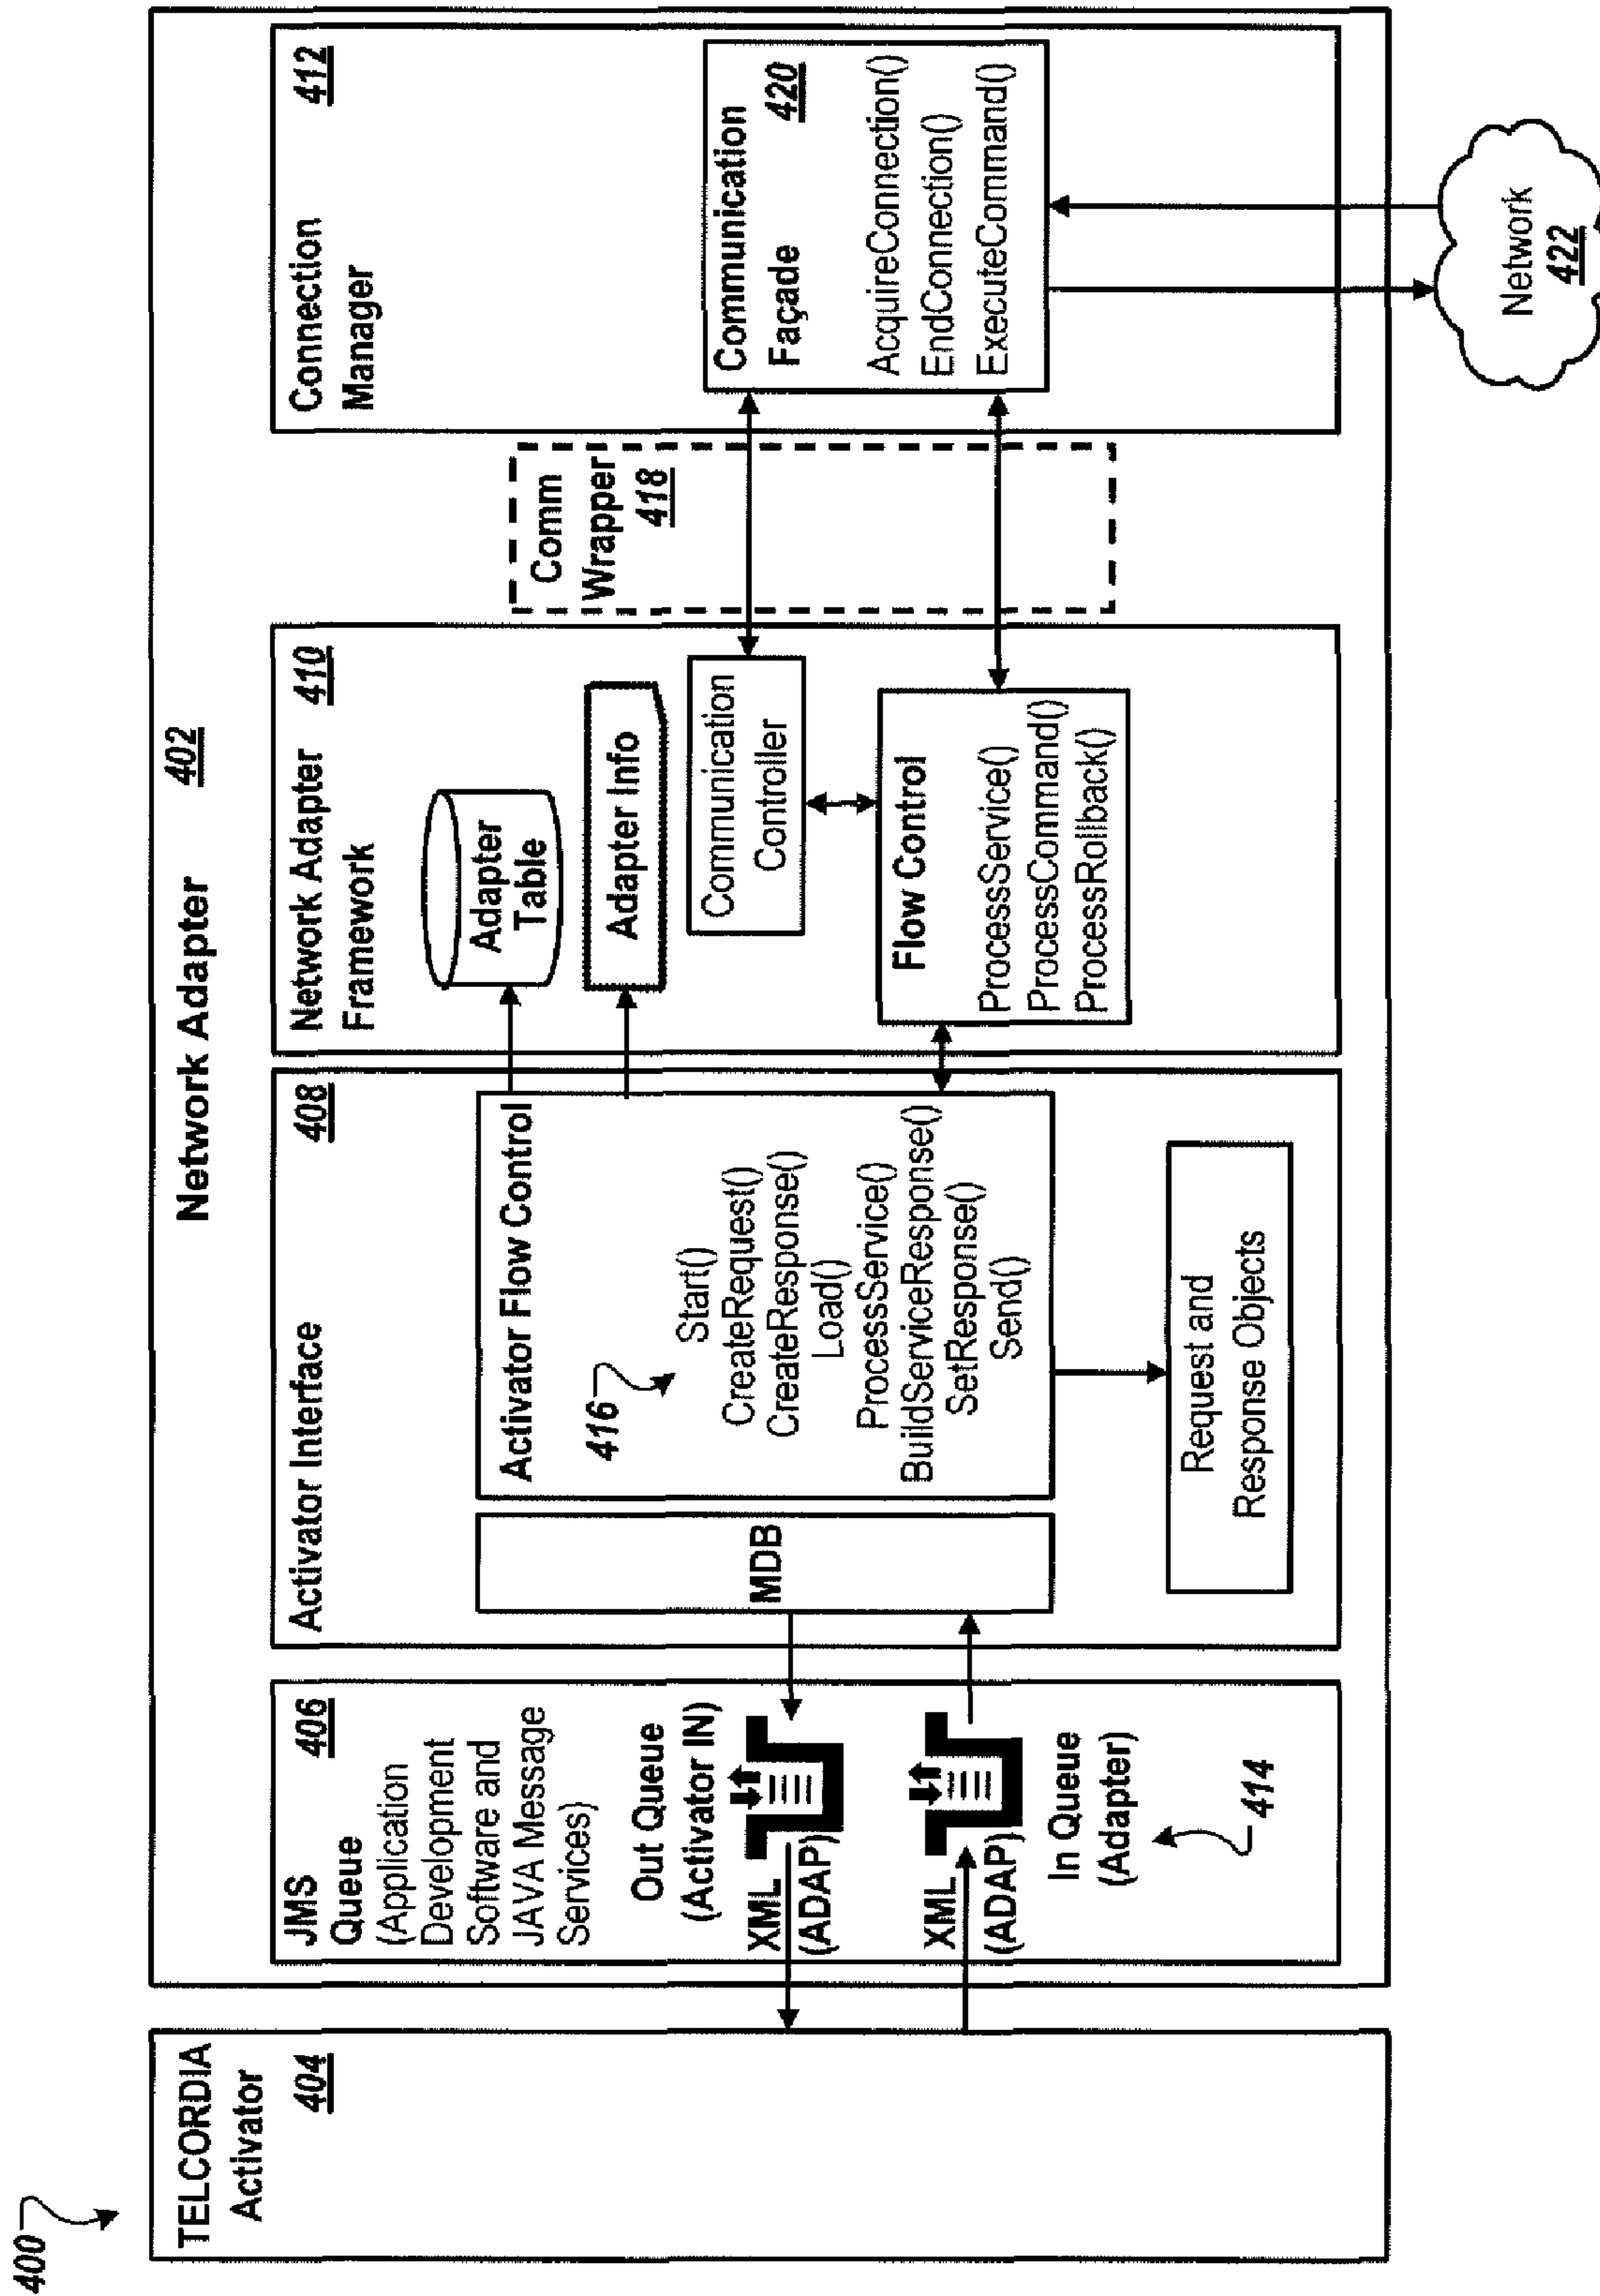 400
TELCORDIA
Activator
404
Network Adapter
402
JMS
Queue
406
(Application
Development
Software and
JAVA Message
Services)
Out Queue
(Activator IN)
XML
(ADAP)
XML
(ADAP)
In Queue
(Adapter)
414
Activator Interface
408
MDB
Activator Flow Control
416
Start()
CreateRequest()
CreateResponse()
Load()
ProcessService()
BuildServiceResponse()
SetResponse()
Send()
Request and
Response Objects
Network Adapter
Framework
410
Adapter
Table
Adapter Info
Communication
Controller
Flow Control
ProcessService()
ProcessCommand()
ProcessRollback()
Comm
Wrapper
418
Connection
Manager
412
Communication
Façade
420
AcquireConnection()
EndConnection()
ExecuteCommand()
Network
422